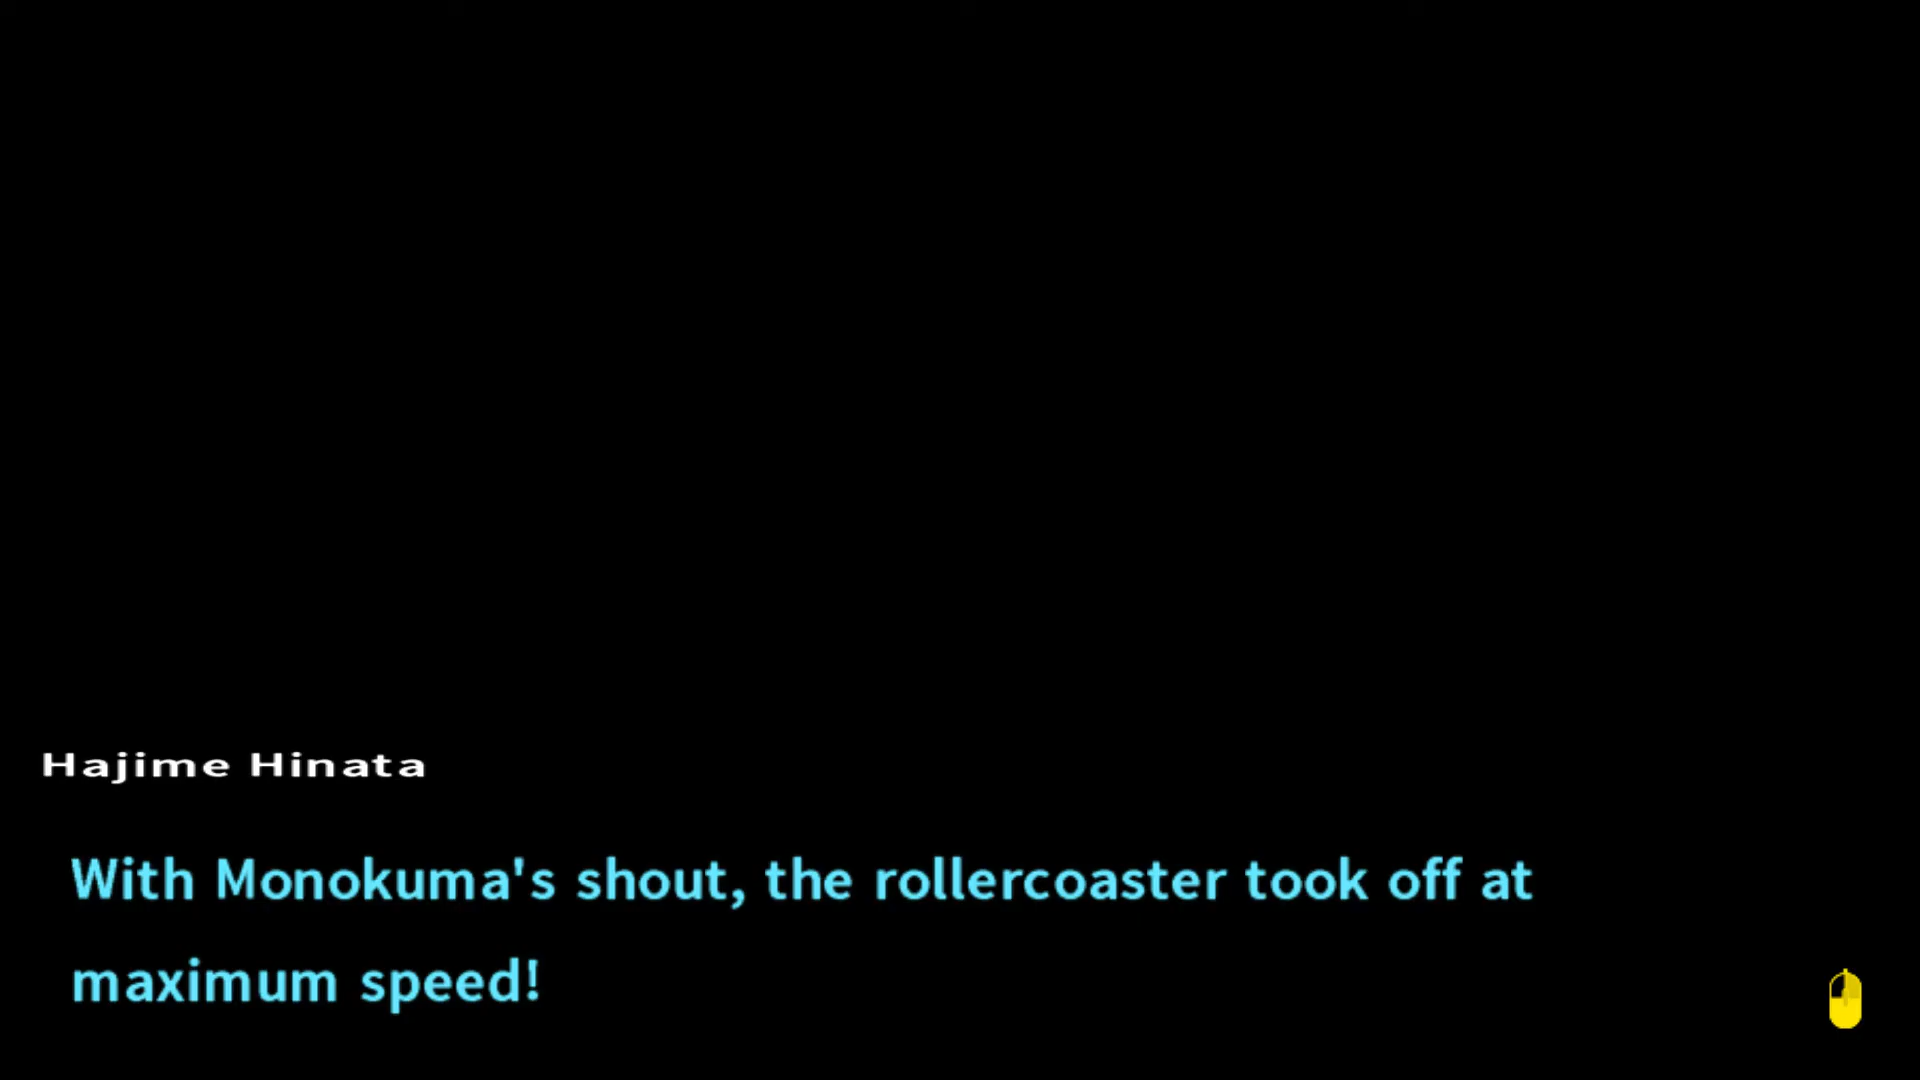 Hajime Hinata
With Monokuma's shout, the rollercoaster took off at
maximum speed!